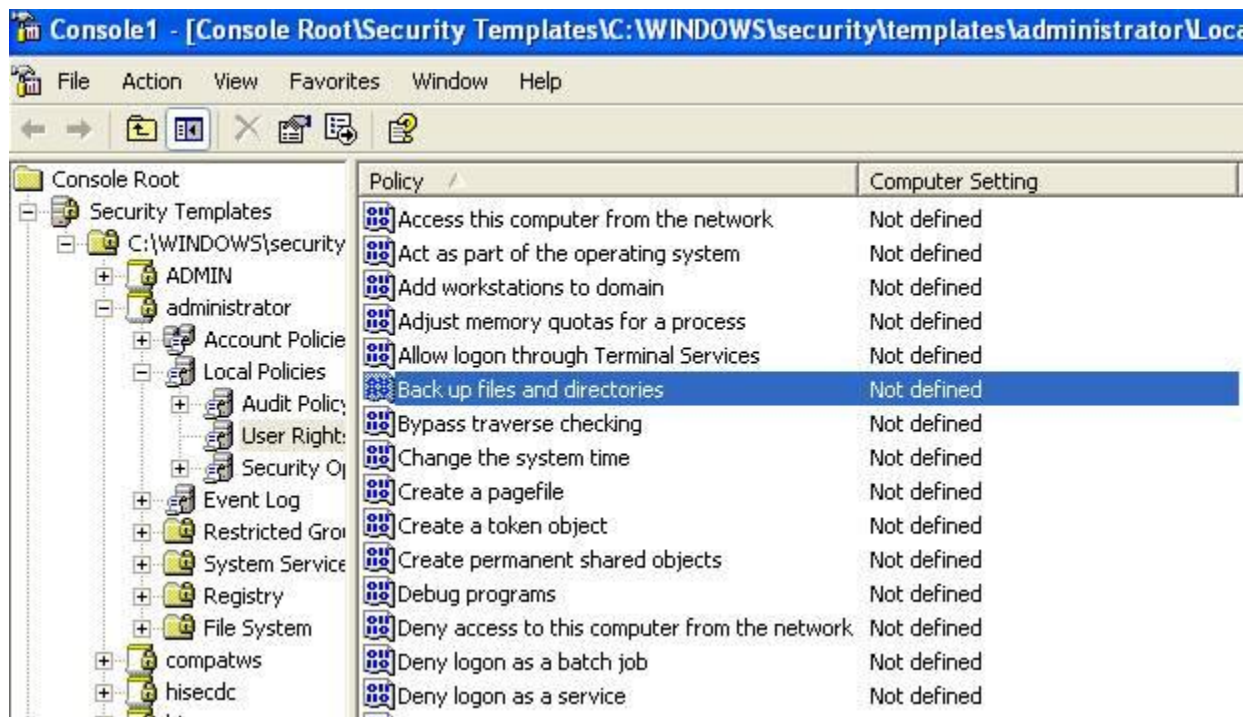 Console1 - [Console Root\Security Templates\C:\WINDOWS\security\templates\administrator\Loca
File Action View Favorites Window Help
Console Root
Security Templates
C:\WINDOWS\security
ADMIN
administrator
Account Policie
Local Policies
Audit Policy
User Rights
Security Op
Event Log
Restricted Grou
System Service
Registry
File System
compatws
hisecdc
Policy Computer Setting
Access this computer from the network Not defined
Act as part of the operating system Not defined
Add workstations to domain Not defined
Adjust memory quotas for a process Not defined
Allow logon through Terminal Services Not defined
Back up files and directories Not defined
Bypass traverse checking Not defined
Change the system time Not defined
Create a pagefile Not defined
Create a token object Not defined
Create permanent shared objects Not defined
Debug programs Not defined
Deny access to this computer from the network Not defined
Deny logon as a batch job Not defined
Deny logon as a service Not defined